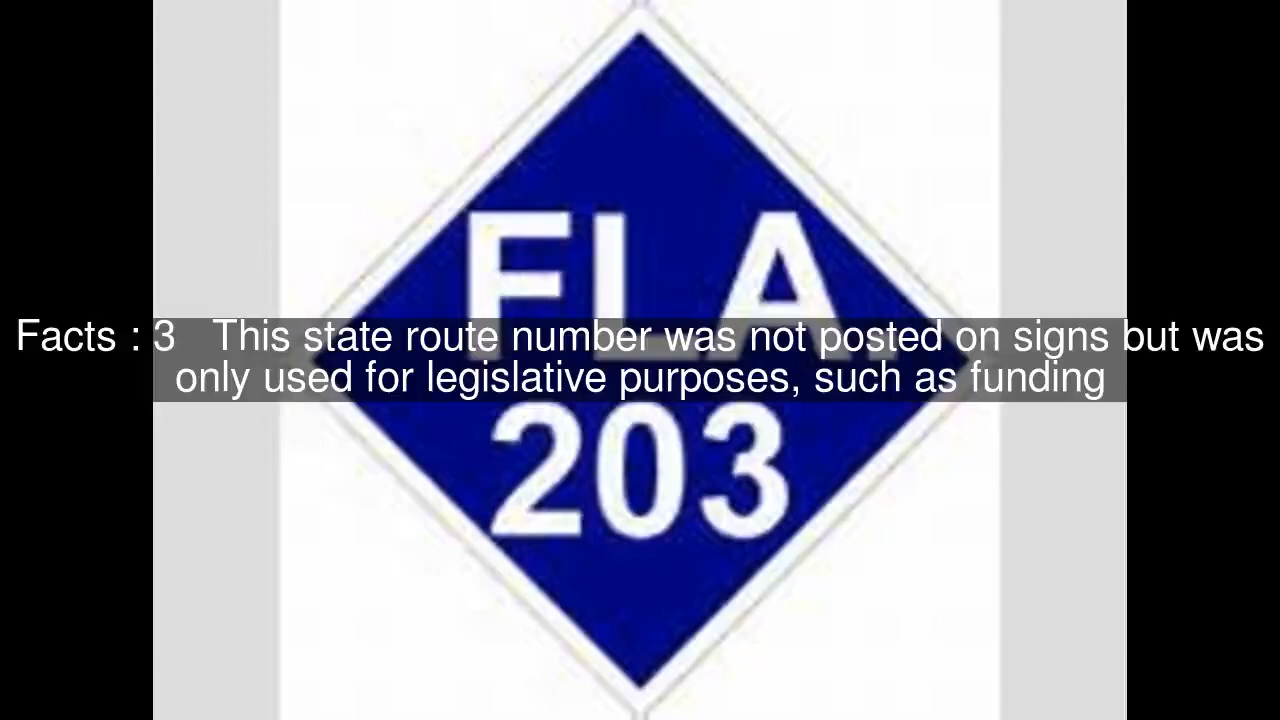 FLA.
Facts : 3 This state route number was not posted on signs but was
only used for legislative purposes, such as funding
203